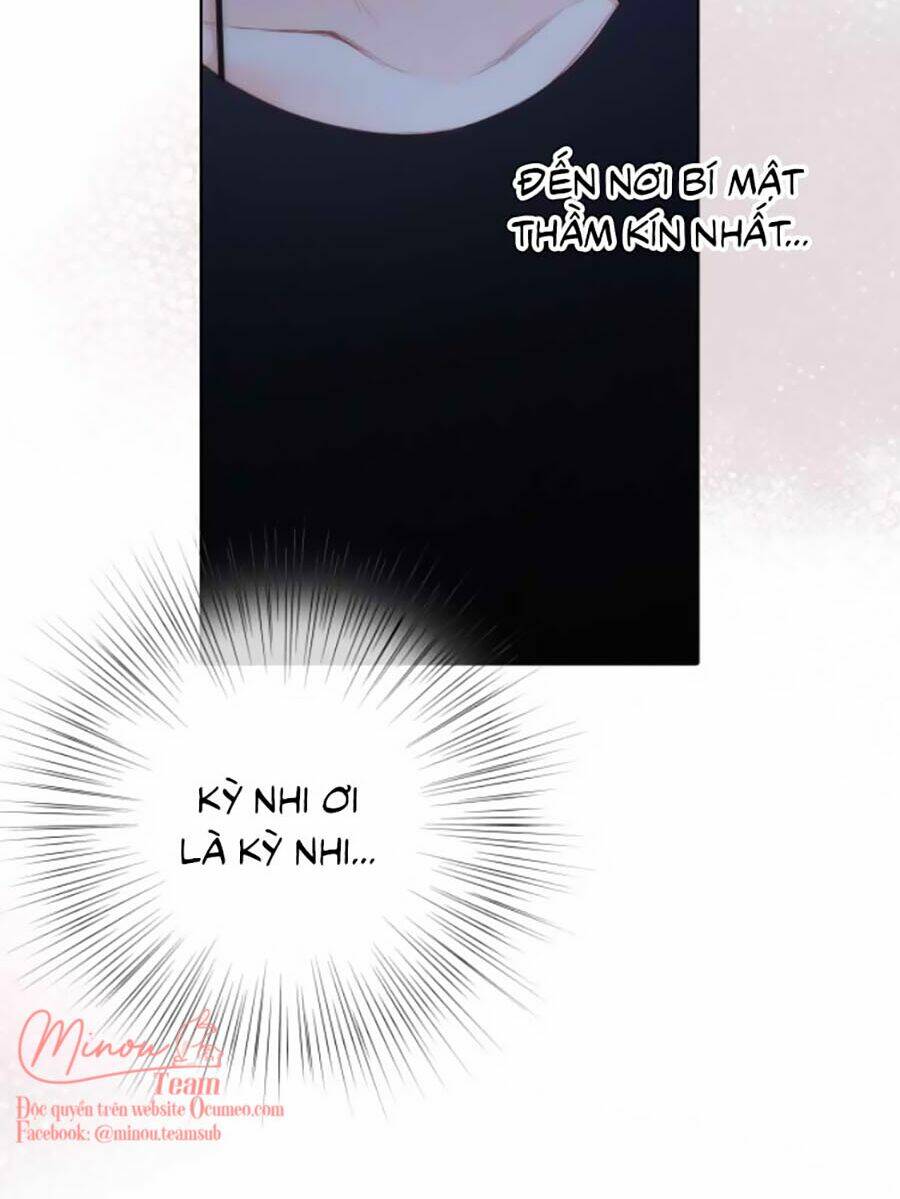 ĐẾN NƠI BÍ MẬT
THẦM KÍN NHẤT...
KỲ NHI ƠI
LÀ KỲ NHI...
Minou
Team
Độc quyền trên website Ocumeo.com
Facebook: @minou.teamsub